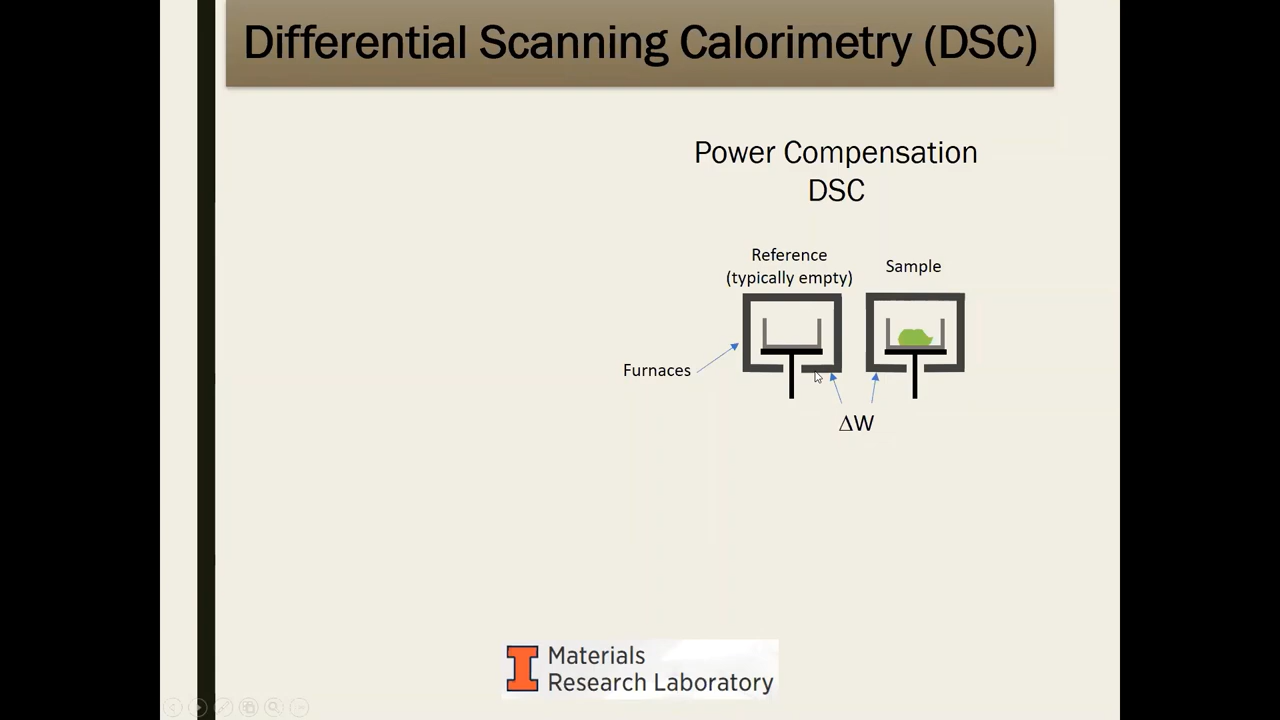 Differential Scanning Calorimetry (DSC)
Power Compensation
DSC
Reference
(typically empty)
Sample
Furnaces
ΔW
Materials
Research Laboratory